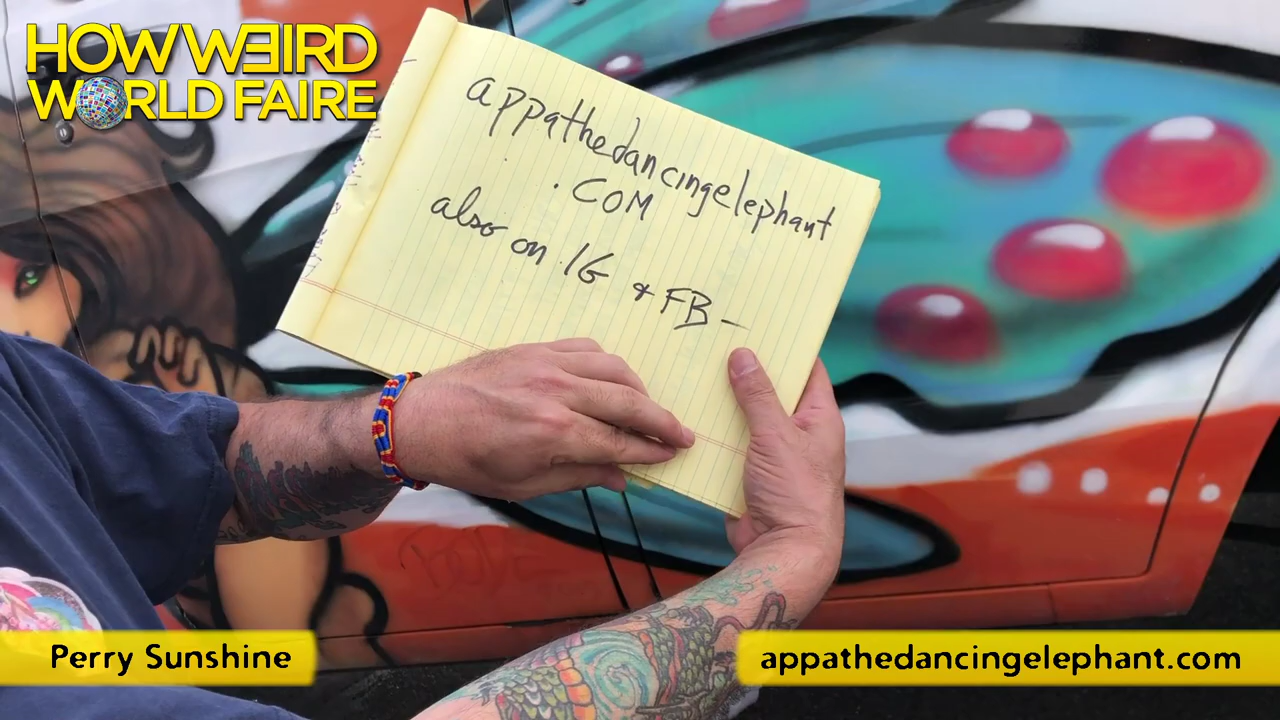 HOW WEIRD
WORLD FAIRE
appathedancingelephant
.COM
also on IG & FB-
Perry Sunshine
appathedancingelephant.com